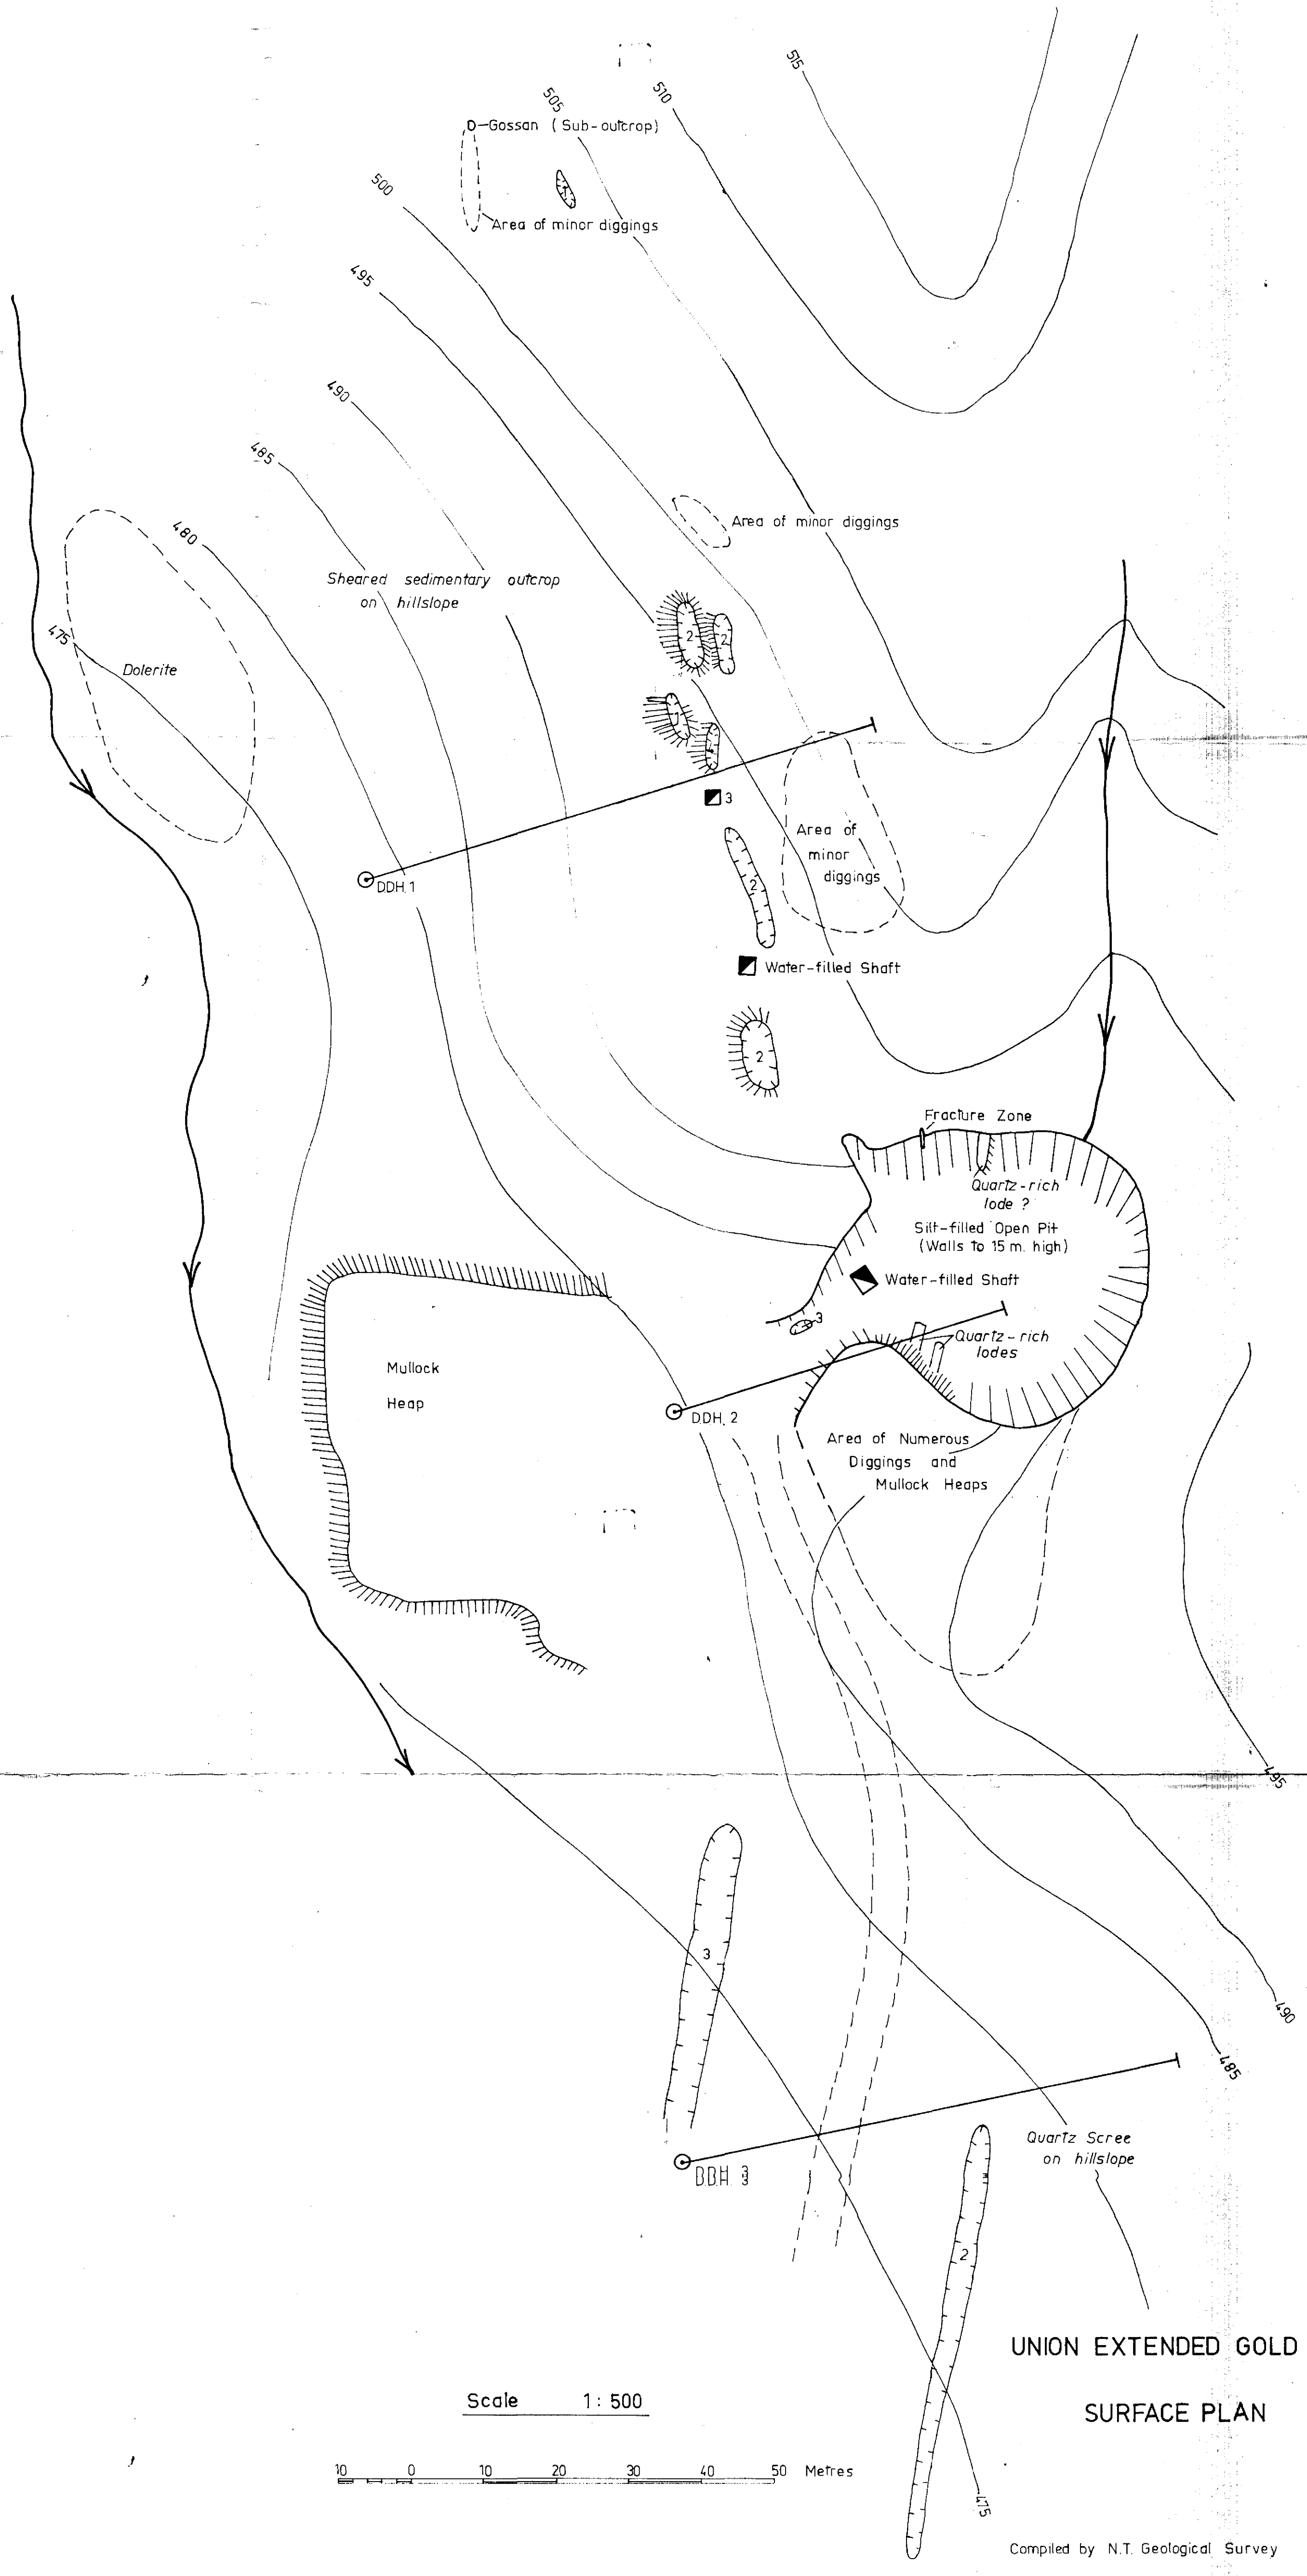 515
510
505
Gossan (Sub-outcrop)
500
Area of minor diggings
495
490
485
Area of minor diggings
480
Sheared sedimentary outcrop
on hillslope
475
Dolerite
2
2
3
Area of
minor
diggings
DDH. 1
2
Water-filled Shaft
2
Fracture Zone
Quartz-rich
lode ?
Silt-filled Open Pit
(Walls to 15 m. high)
Water-filled Shaft
3
Quartz-rich
lodes
Mullock
Heap
D.D.H. 2
Area of Numerous
Diggings and
Mullock Heaps
495
3
490
485
Quartz Scree
on hillslope
D.D.H. 3
2
UNION EXTENDED GOLD
SURFACE PLAN
Scale 1: 500
10 0 10 20 30 40 50 Metres
475
Compiled by N.T. Geological Survey